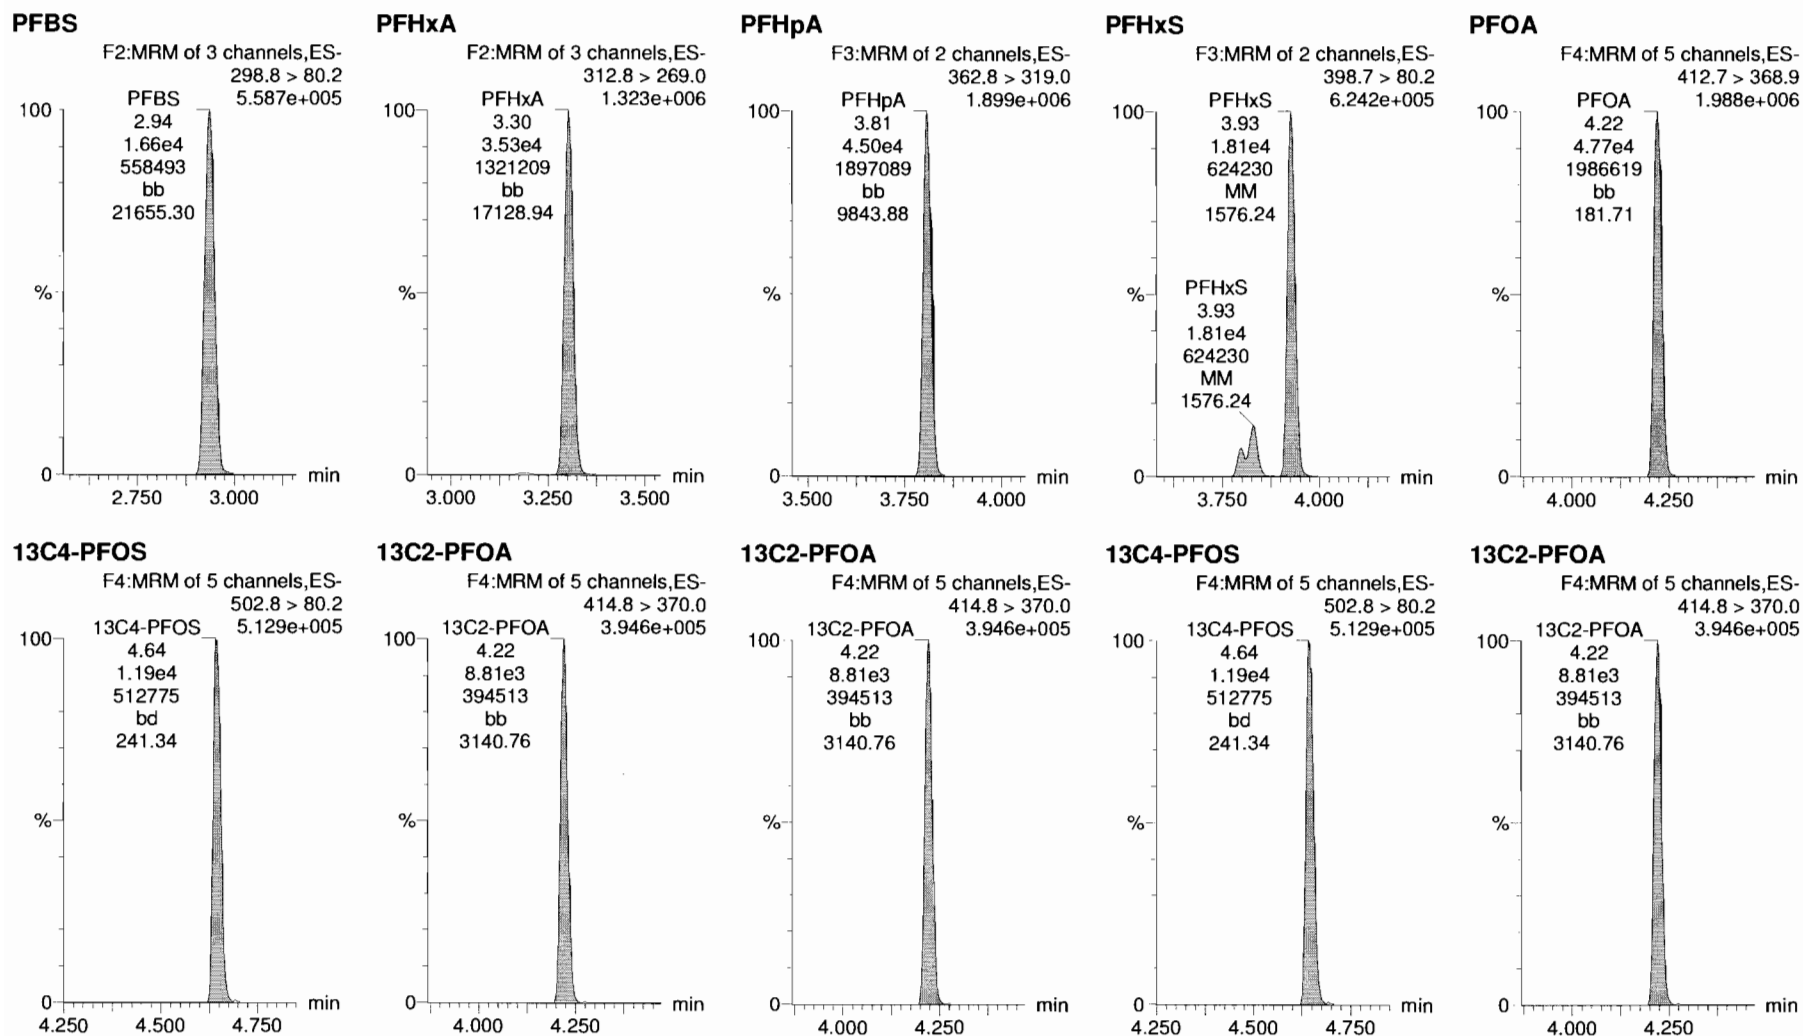 PFBS
F2:MRM of 3 channels,ES-
298.8 > 80.2
5.587e+005
100
PFBS
2.94
1.66e4
558493
bb
21655.30
%
0
min
2.750
3.000
PFHxA
F2:MRM of 3 channels,ES-
312.8 > 269.0
1.323e+006
100
PFHxA
3.30
3.53e4
1321209
bb
17128.94
%
0
min
3.000
3.250
3.500
PFHpA
F3:MRM of 2 channels,ES-
362.8 > 319.0
1.899e+006
100
PFHpA
3.81
4.50e4
1897089
bb
9843.88
%
0
min
3.500
3.750
4.000
PFHxS
F3:MRM of 2 channels,ES-
398.7 > 80.2
6.242e+005
100
PFHxS
3.93
1.81e4
624230
MM
1576.24
PFHxS
3.93
1.81e4
624230
MM
1576.24
%
0
min
3.750
4.000
PFOA
F4:MRM of 5 channels,ES-
412.7 > 368.9
1.988e+006
100
PFOA
4.22
4.77e4
1986619
bb
181.71
%
0
min
4.000
4.250
13C4-PFOS
F4:MRM of 5 channels,ES-
502.8 > 80.2
5.129e+005
100
13C4-PFOS
4.64
1.19e4
512775
bd
241.34
%
0
min
4.250
4.500
4.750
13C2-PFOA
F4:MRM of 5 channels,ES-
414.8 > 370.0
3.946e+005
100
13C2-PFOA
4.22
8.81e3
394513
bb
3140.76
%
0
min
4.000
4.250
13C2-PFOA
F4:MRM of 5 channels,ES-
414.8 > 370.0
3.946e+005
100
13C2-PFOA
4.22
8.81e3
394513
bb
3140.76
%
0
min
4.000
4.250
13C4-PFOS
F4:MRM of 5 channels,ES-
502.8 > 80.2
5.129e+005
100
13C4-PFOS
4.64
1.19e4
512775
bd
241.34
%
0
min
4.250
4.500
4.750
13C2-PFOA
F4:MRM of 5 channels,ES-
414.8 > 370.0
3.946e+005
100
13C2-PFOA
4.22
8.81e3
394513
bb
3140.76
%
0
min
4.000
4.250